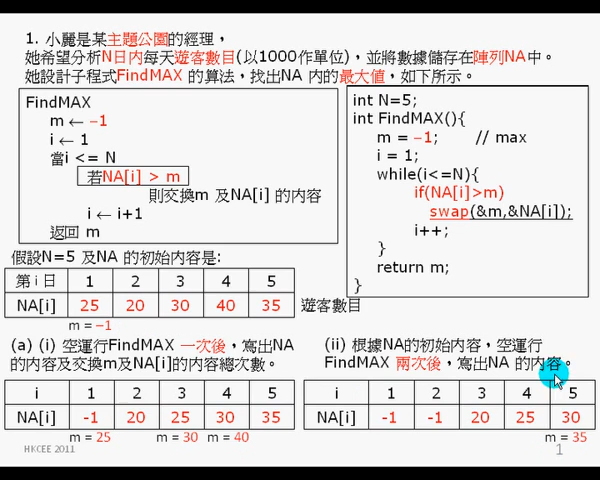 1. 小麗是某主題公園的經理，
她希望分析N日内每天遊客數目(以1000作單位)，並將數據儲存在陣列NA中。
她設計子程式FindMAX 的算法，找出NA 内的最大值，如下所示。
FindMAX
m ← −1
i ← 1
當i <= N
若NA[i] > m
則交換m 及NA[i] 的内容
i ← i+1
返回 m
int N=5;
int FindMAX(){
m = -1; // max
i = 1;
while(i<=N){
if(NA[i]>m)
swap(&m,&NA[i]);
i++;
}
return m;
}
假設N=5 及NA 的初始内容是:
第 i 日 1 2 3 4 5
NA[i] 25 20 30 40 35 遊客數目
m = −1
(a) (i) 空運行FindMAX 一次後，寫出NA
的内容及交換m及NA[i]的内容總次數。
i 1 2 3 4 5
NA[i] -1 20 25 30 35
m = 25 m = 30 m = 40
(ii) 根據NA的初始内容，空運行
FindMAX 兩次後，寫出NA 的内容。
i 1 2 3 4 5
NA[i] -1 -1 20 25 30
m = 35
HKCEE 2011
1